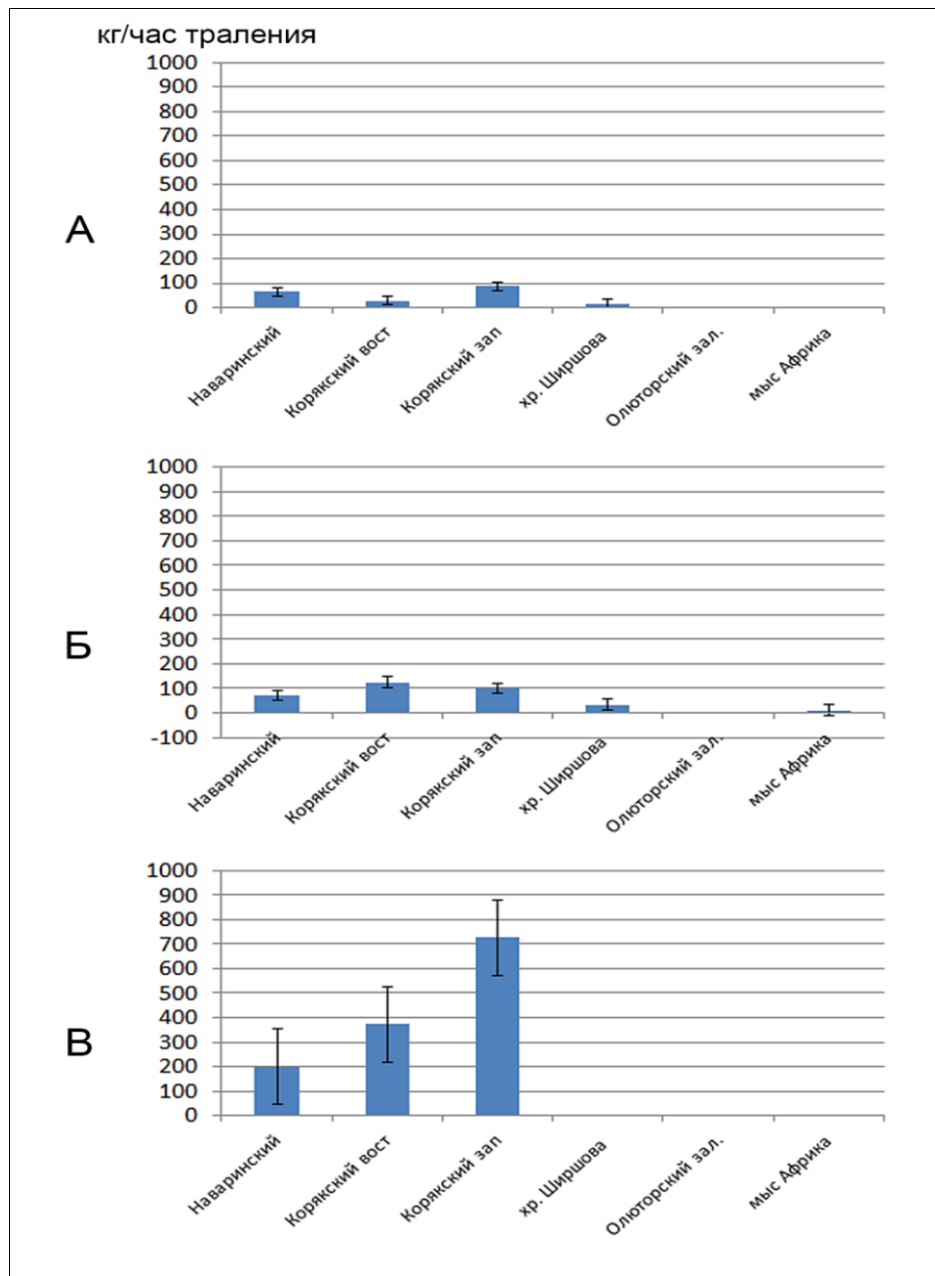 кг/час траления
1000
900
800
700
600
500
400
300
200
100
0
А
Наваринский
Корякский вост
Корякский зап
хр. Ширшова
Олюторский зал.
мыс Африка
1000
900
800
700
600
500
400
300
200
100
0
-100
Б
Наваринский
Корякский вост
Корякский зап
хр. Ширшова
Олюторский зал.
мыс Африка
1000
900
800
700
600
500
400
300
200
100
0
В
Наваринский
Корякский вост
Корякский зап
хр. Ширшова
Олюторский зал.
мыс Африка